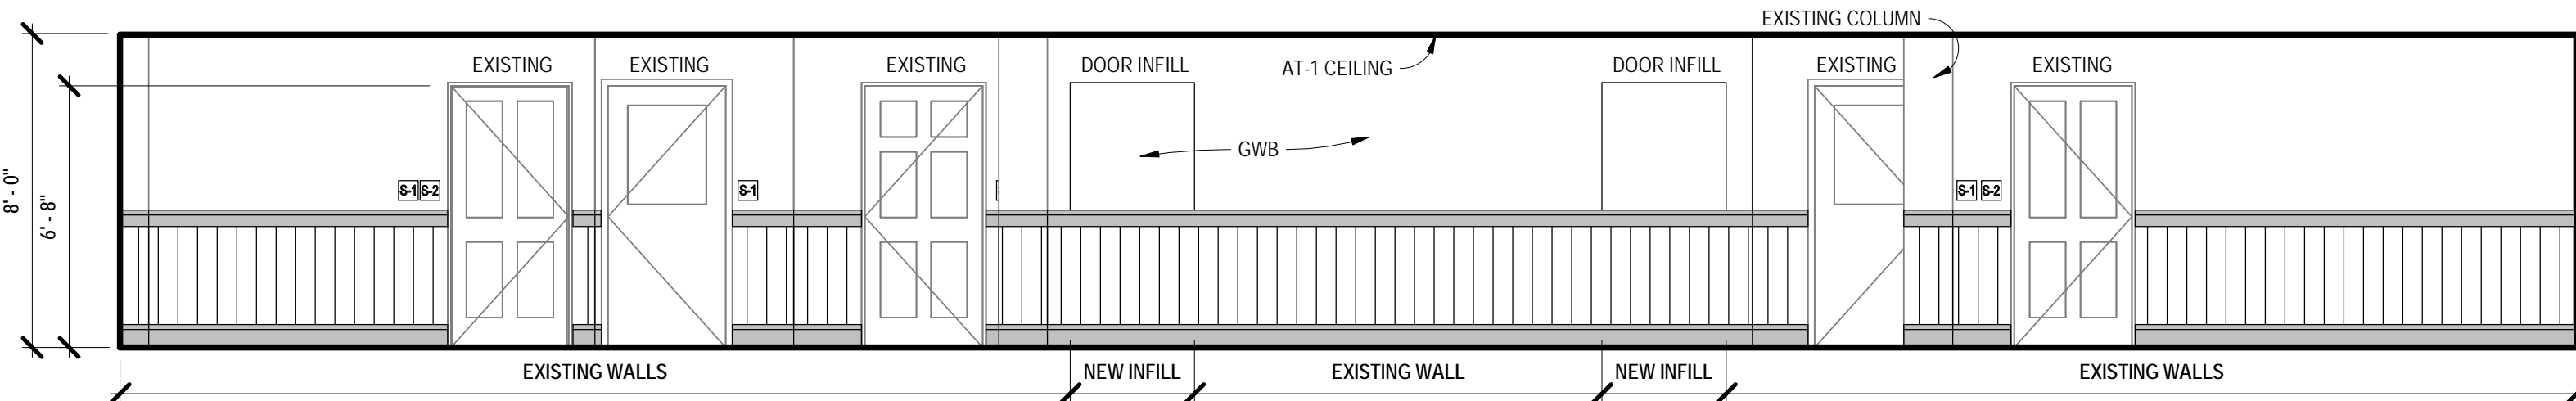 EXISTING COLUMN
EXISTING
EXISTING
EXISTING
DOOR INFILL
AT-1 CEILING
DOOR INFILL
EXISTING
EXISTING
GWB
8' - 0"
6' - 8"
S-1 S-2
S-1
S-1 S-2
EXISTING WALLS
NEW INFILL
EXISTING WALL
NEW INFILL
EXISTING WALLS